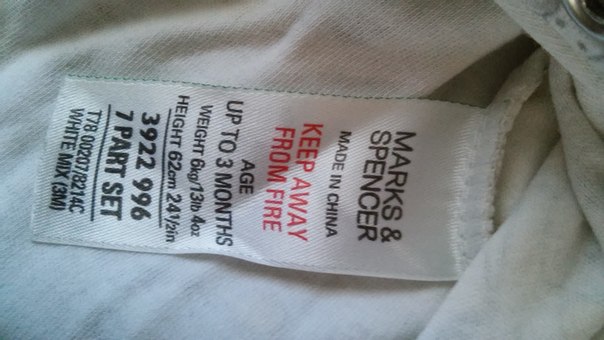 MARKS &
SPENCER
MADE IN CHINA
KEEP AWAY
FROM FIRE
AGE
UP TO 3 MONTHS
WEIGHT 6kg/13lb 4oz
HEIGHT 62cm 24½in
3922 996
7 PART SET
T78 00207/8214C
WHITE MIX (3M)